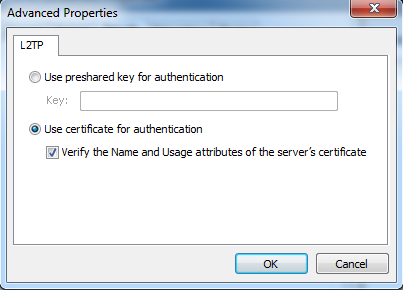 Advanced Properties
L2TP
Use preshared key for authentication
Key:
Use certificate for authentication
Verify the Name and Usage attributes of the server's certificate
OK
Cancel